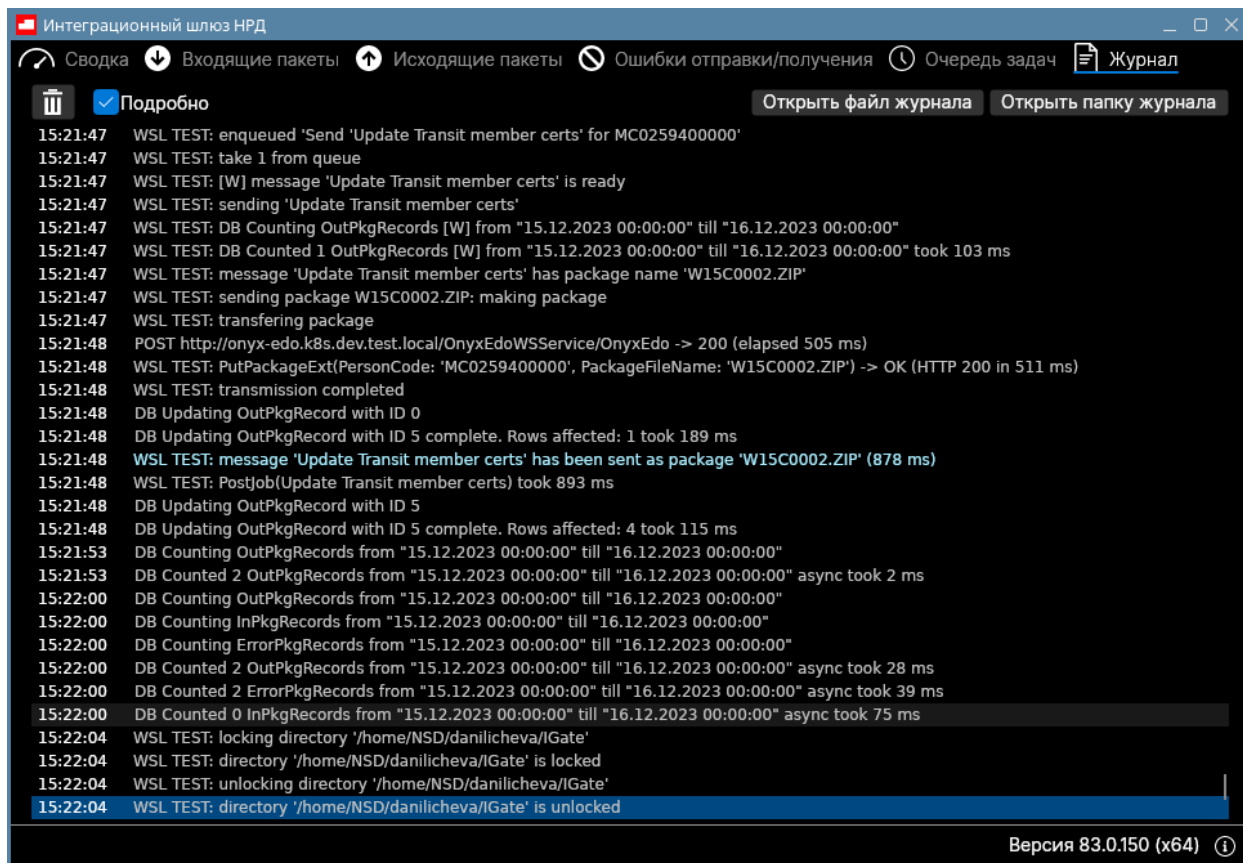 Интеграционный шлюз НРД
Сводка Входящие пакеты Исходящие пакеты Ошибки отправки/получения Очередь задач Журнал
Подробно Открыть файл журнала Открыть папку журнала
15:21:47 WSL TEST: enqueued 'Send 'Update Transit member certs' for MC0259400000'
15:21:47 WSL TEST: take 1 from queue
15:21:47 WSL TEST: [W] message 'Update Transit member certs' is ready
15:21:47 WSL TEST: sending 'Update Transit member certs'
15:21:47 WSL TEST: DB Counting OutPkgRecords [W] from "15.12.2023 00:00:00" till "16.12.2023 00:00:00"
15:21:47 WSL TEST: DB Counted 1 OutPkgRecords [W] from "15.12.2023 00:00:00" till "16.12.2023 00:00:00" took 103 ms
15:21:47 WSL TEST: message 'Update Transit member certs' has package name 'W15C0002.ZIP'
15:21:47 WSL TEST: sending package W15C0002.ZIP: making package
15:21:47 WSL TEST: transfering package
15:21:48 POST http://onyx-edo.k8s.dev.test.local/OnyxEdoWSService/OnyxEdo -> 200 (elapsed 505 ms)
15:21:48 WSL TEST: PutPackageExt(PersonCode: 'MC0259400000', PackageFileName: 'W15C0002.ZIP') -> OK (HTTP 200 in 511 ms)
15:21:48 WSL TEST: transmission completed
15:21:48 DB Updating OutPkgRecord with ID 0
15:21:48 DB Updating OutPkgRecord with ID 5 complete. Rows affected: 1 took 189 ms
15:21:48 WSL TEST: message 'Update Transit member certs' has been sent as package 'W15C0002.ZIP' (878 ms)
15:21:48 WSL TEST: PostJob(Update Transit member certs) took 893 ms
15:21:48 DB Updating OutPkgRecord with ID 5
15:21:48 DB Updating OutPkgRecord with ID 5 complete. Rows affected: 4 took 115 ms
15:21:53 DB Counting OutPkgRecords from "15.12.2023 00:00:00" till "16.12.2023 00:00:00"
15:21:53 DB Counted 2 OutPkgRecords from "15.12.2023 00:00:00" till "16.12.2023 00:00:00" async took 2 ms
15:22:00 DB Counting OutPkgRecords from "15.12.2023 00:00:00" till "16.12.2023 00:00:00"
15:22:00 DB Counting InPkgRecords from "15.12.2023 00:00:00" till "16.12.2023 00:00:00"
15:22:00 DB Counting ErrorPkgRecords from "15.12.2023 00:00:00" till "16.12.2023 00:00:00"
15:22:00 DB Counted 2 OutPkgRecords from "15.12.2023 00:00:00" till "16.12.2023 00:00:00" async took 28 ms
15:22:00 DB Counted 2 ErrorPkgRecords from "15.12.2023 00:00:00" till "16.12.2023 00:00:00" async took 39 ms
15:22:00 DB Counted 0 InPkgRecords from "15.12.2023 00:00:00" till "16.12.2023 00:00:00" async took 75 ms
15:22:04 WSL TEST: locking directory '/home/NSD/danilicheva/IGate'
15:22:04 WSL TEST: directory '/home/NSD/danilicheva/IGate' is locked
15:22:04 WSL TEST: unlocking directory '/home/NSD/danilicheva/IGate'
15:22:04 WSL TEST: directory '/home/NSD/danilicheva/IGate' is unlocked
Версия 83.0.150 (x64)